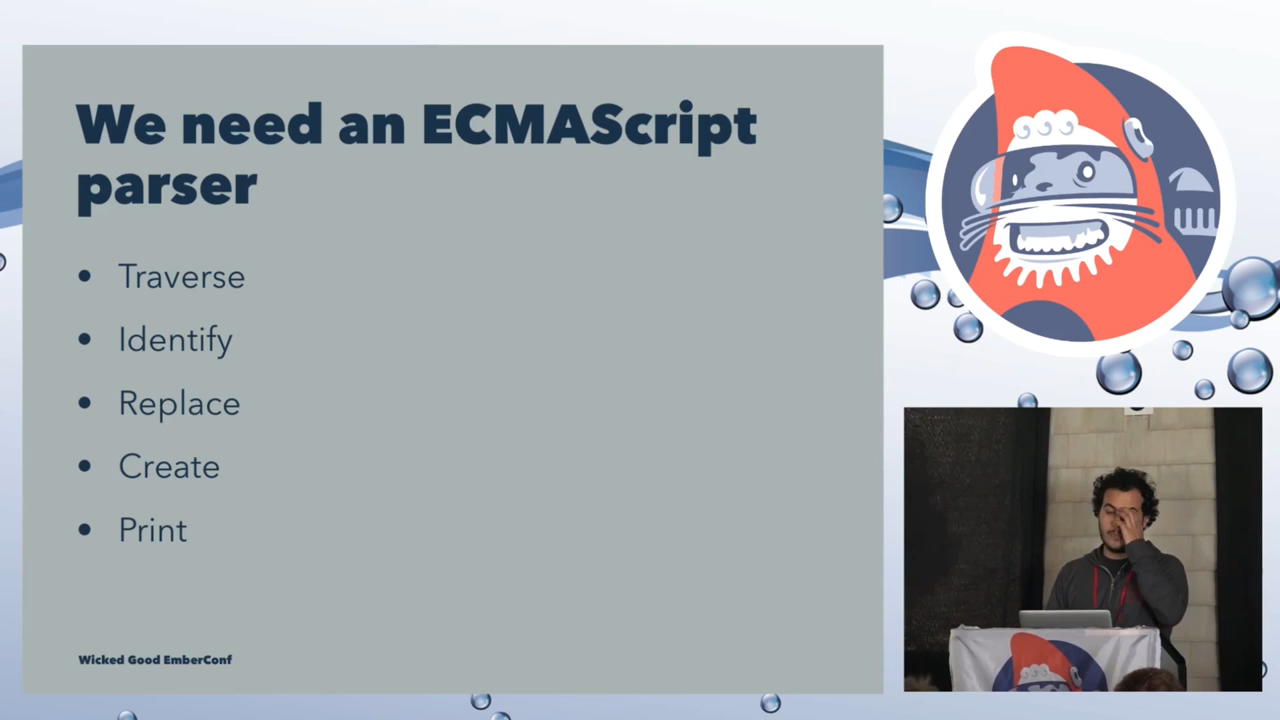 We need an ECMAScript
parser
• Traverse
• Identify
• Replace
• Create
• Print
Wicked Good EmberConf